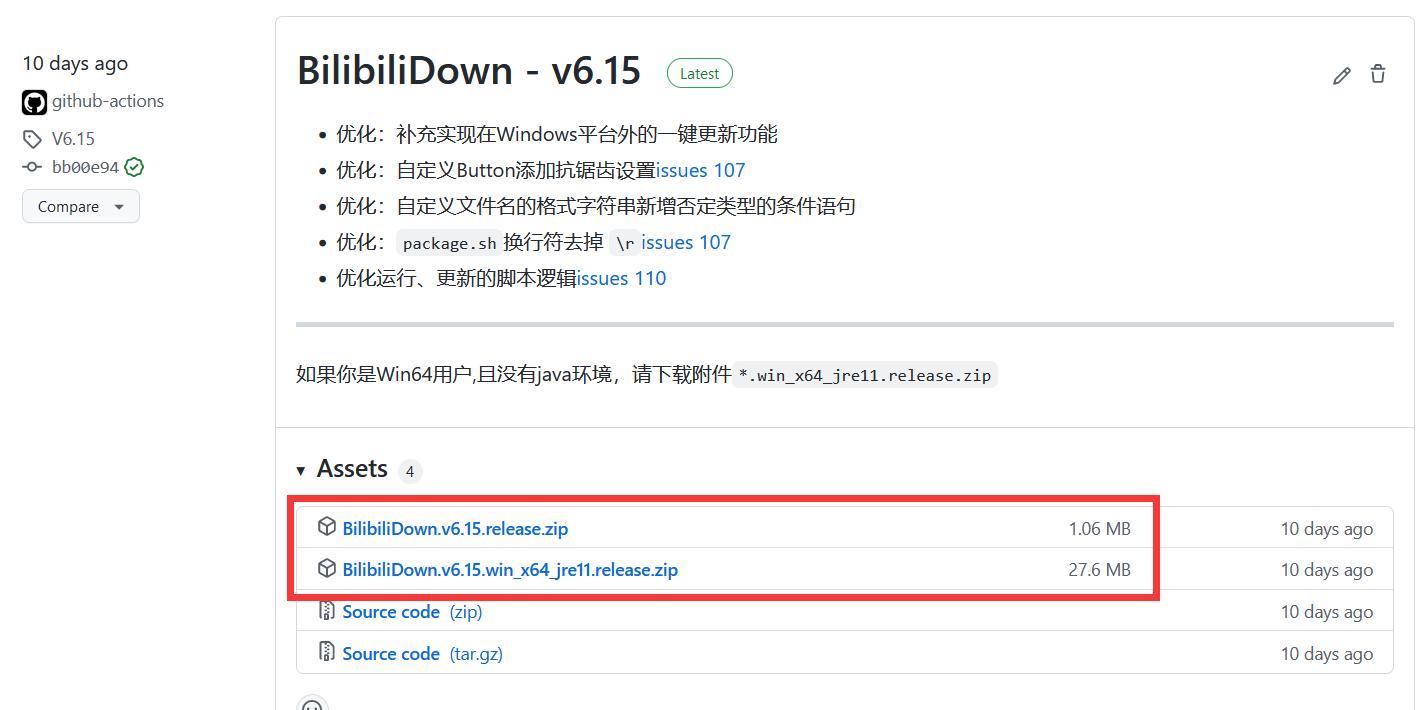 10 days ago
github-actions
V6.15
bb00e94
Compare
BilibiliDown - v6.15 Latest
优化：补充实现在Windows平台外的一键更新功能
优化：自定义Button添加抗锯齿设置issues 107
优化：自定义文件名的格式字符串新增否定类型的条件语句
优化：package.sh换行符去掉 \r issues 107
优化运行、更新的脚本逻辑issues 110
如果你是Win64用户,且没有java环境，请下载附件*.win_x64_jre11.release.zip
Assets 4
BilibiliDown.v6.15.release.zip 1.06 MB 10 days ago
BilibiliDown.v6.15.win_x64_jre11.release.zip 27.6 MB 10 days ago
Source code (zip) 10 days ago
Source code (tar.gz) 10 days ago